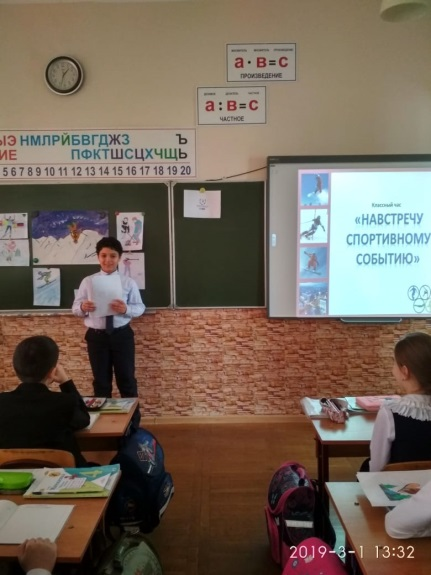 a · в = c
ПРОИЗВЕДЕНИЕ
a : в = c
ЧАСТНОЕ
ЫЭ НМЛРЙБВГДЖЗ Ъ
ИЕ ПФКТШСЦХЧЩЬ
5 6 7 8 9 10 11 12 13 14 15 16 17 18 19 20
Классный час
«НАВСТРЕЧУ
СПОРТИВНОМУ
СОБЫТИЮ»
2019-3-1 13:32